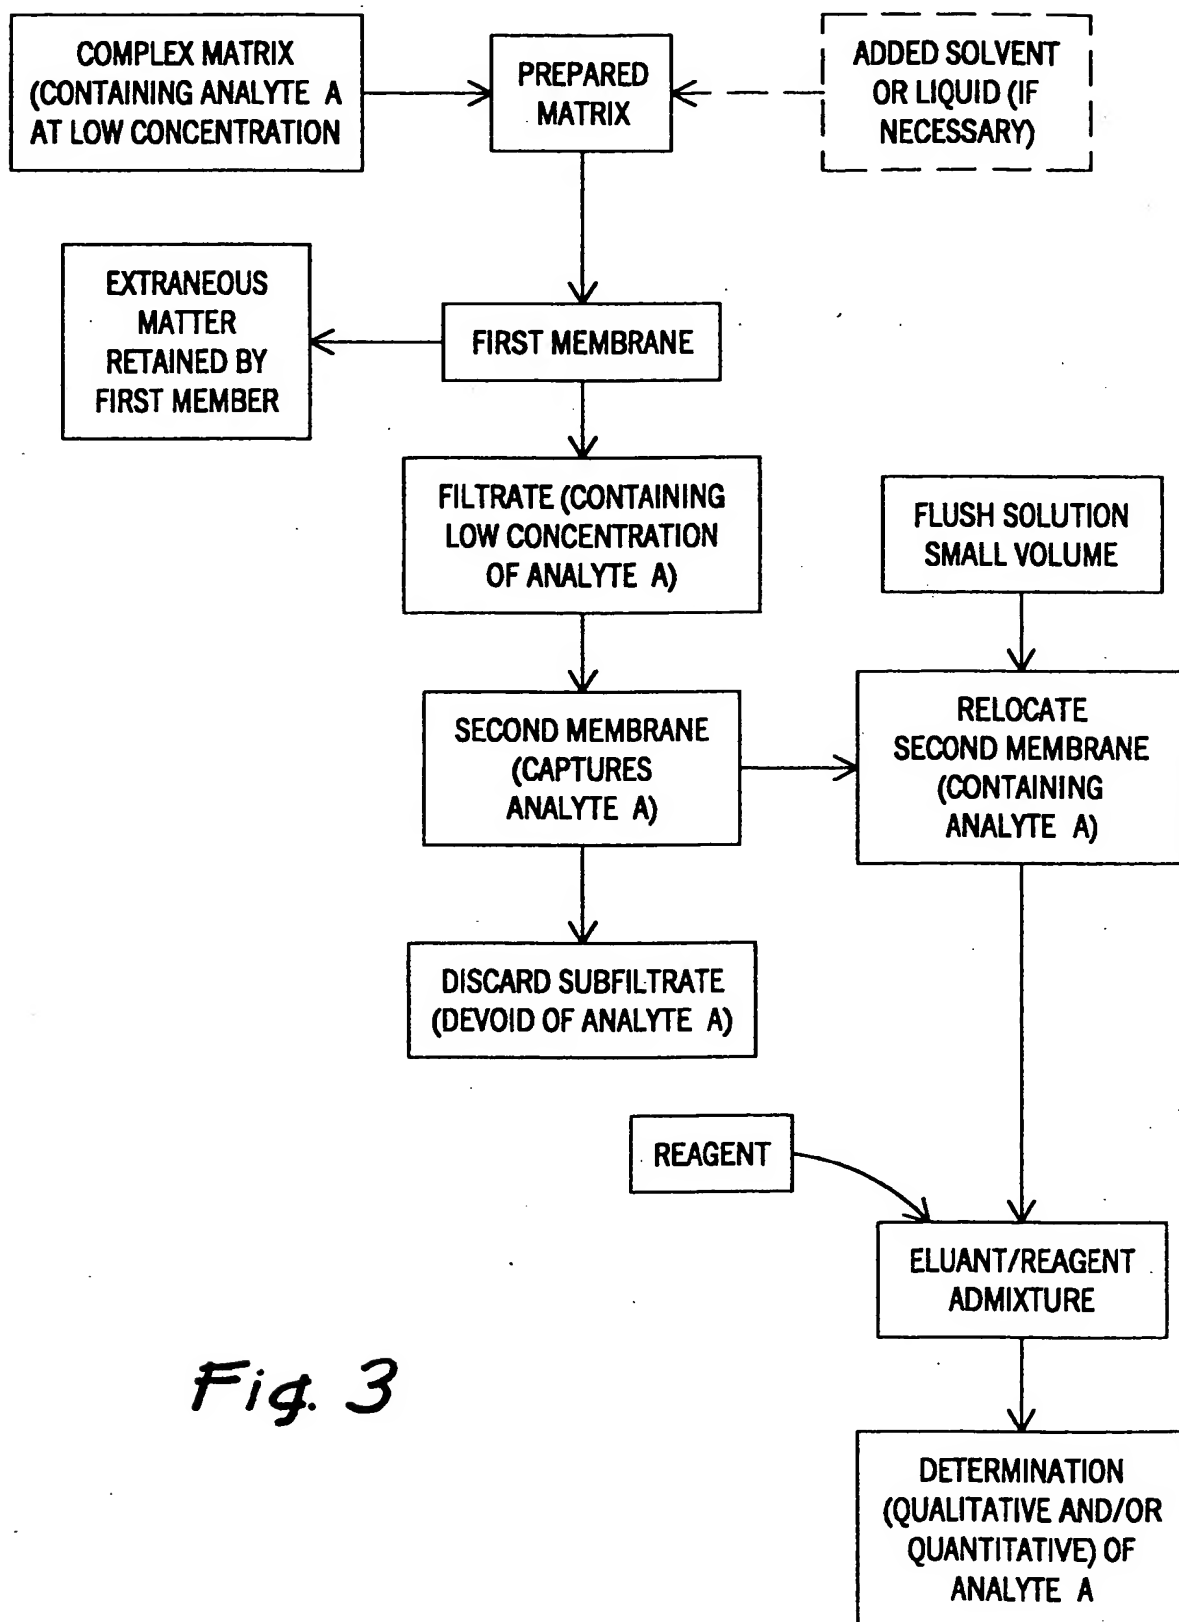 COMPLEX MATRIX
(CONTAINING ANALYTE A
AT LOW CONCENTRATION
PREPARED
MATRIX
ADDED SOLVENT
OR LIQUID (IF
NECESSARY)
EXTRANEOUS
MATTER
RETAINED BY
FIRST MEMBER
FIRST MEMBRANE
FILTRATE (CONTAINING
LOW CONCENTRATION
OF ANALYTE A)
FLUSH SOLUTION
SMALL VOLUME
SECOND MEMBRANE
(CAPTURES
ANALYTE A)
RELOCATE
SECOND MEMBRANE
(CONTAINING
ANALYTE A)
DISCARD SUBFILTRATE
(DEVOID OF ANALYTE A)
REAGENT
ELUANT/REAGENT
ADMIXTURE
DETERMINATION
(QUALITATIVE AND/OR
QUANTITATIVE) OF
ANALYTE A
Fig. 3